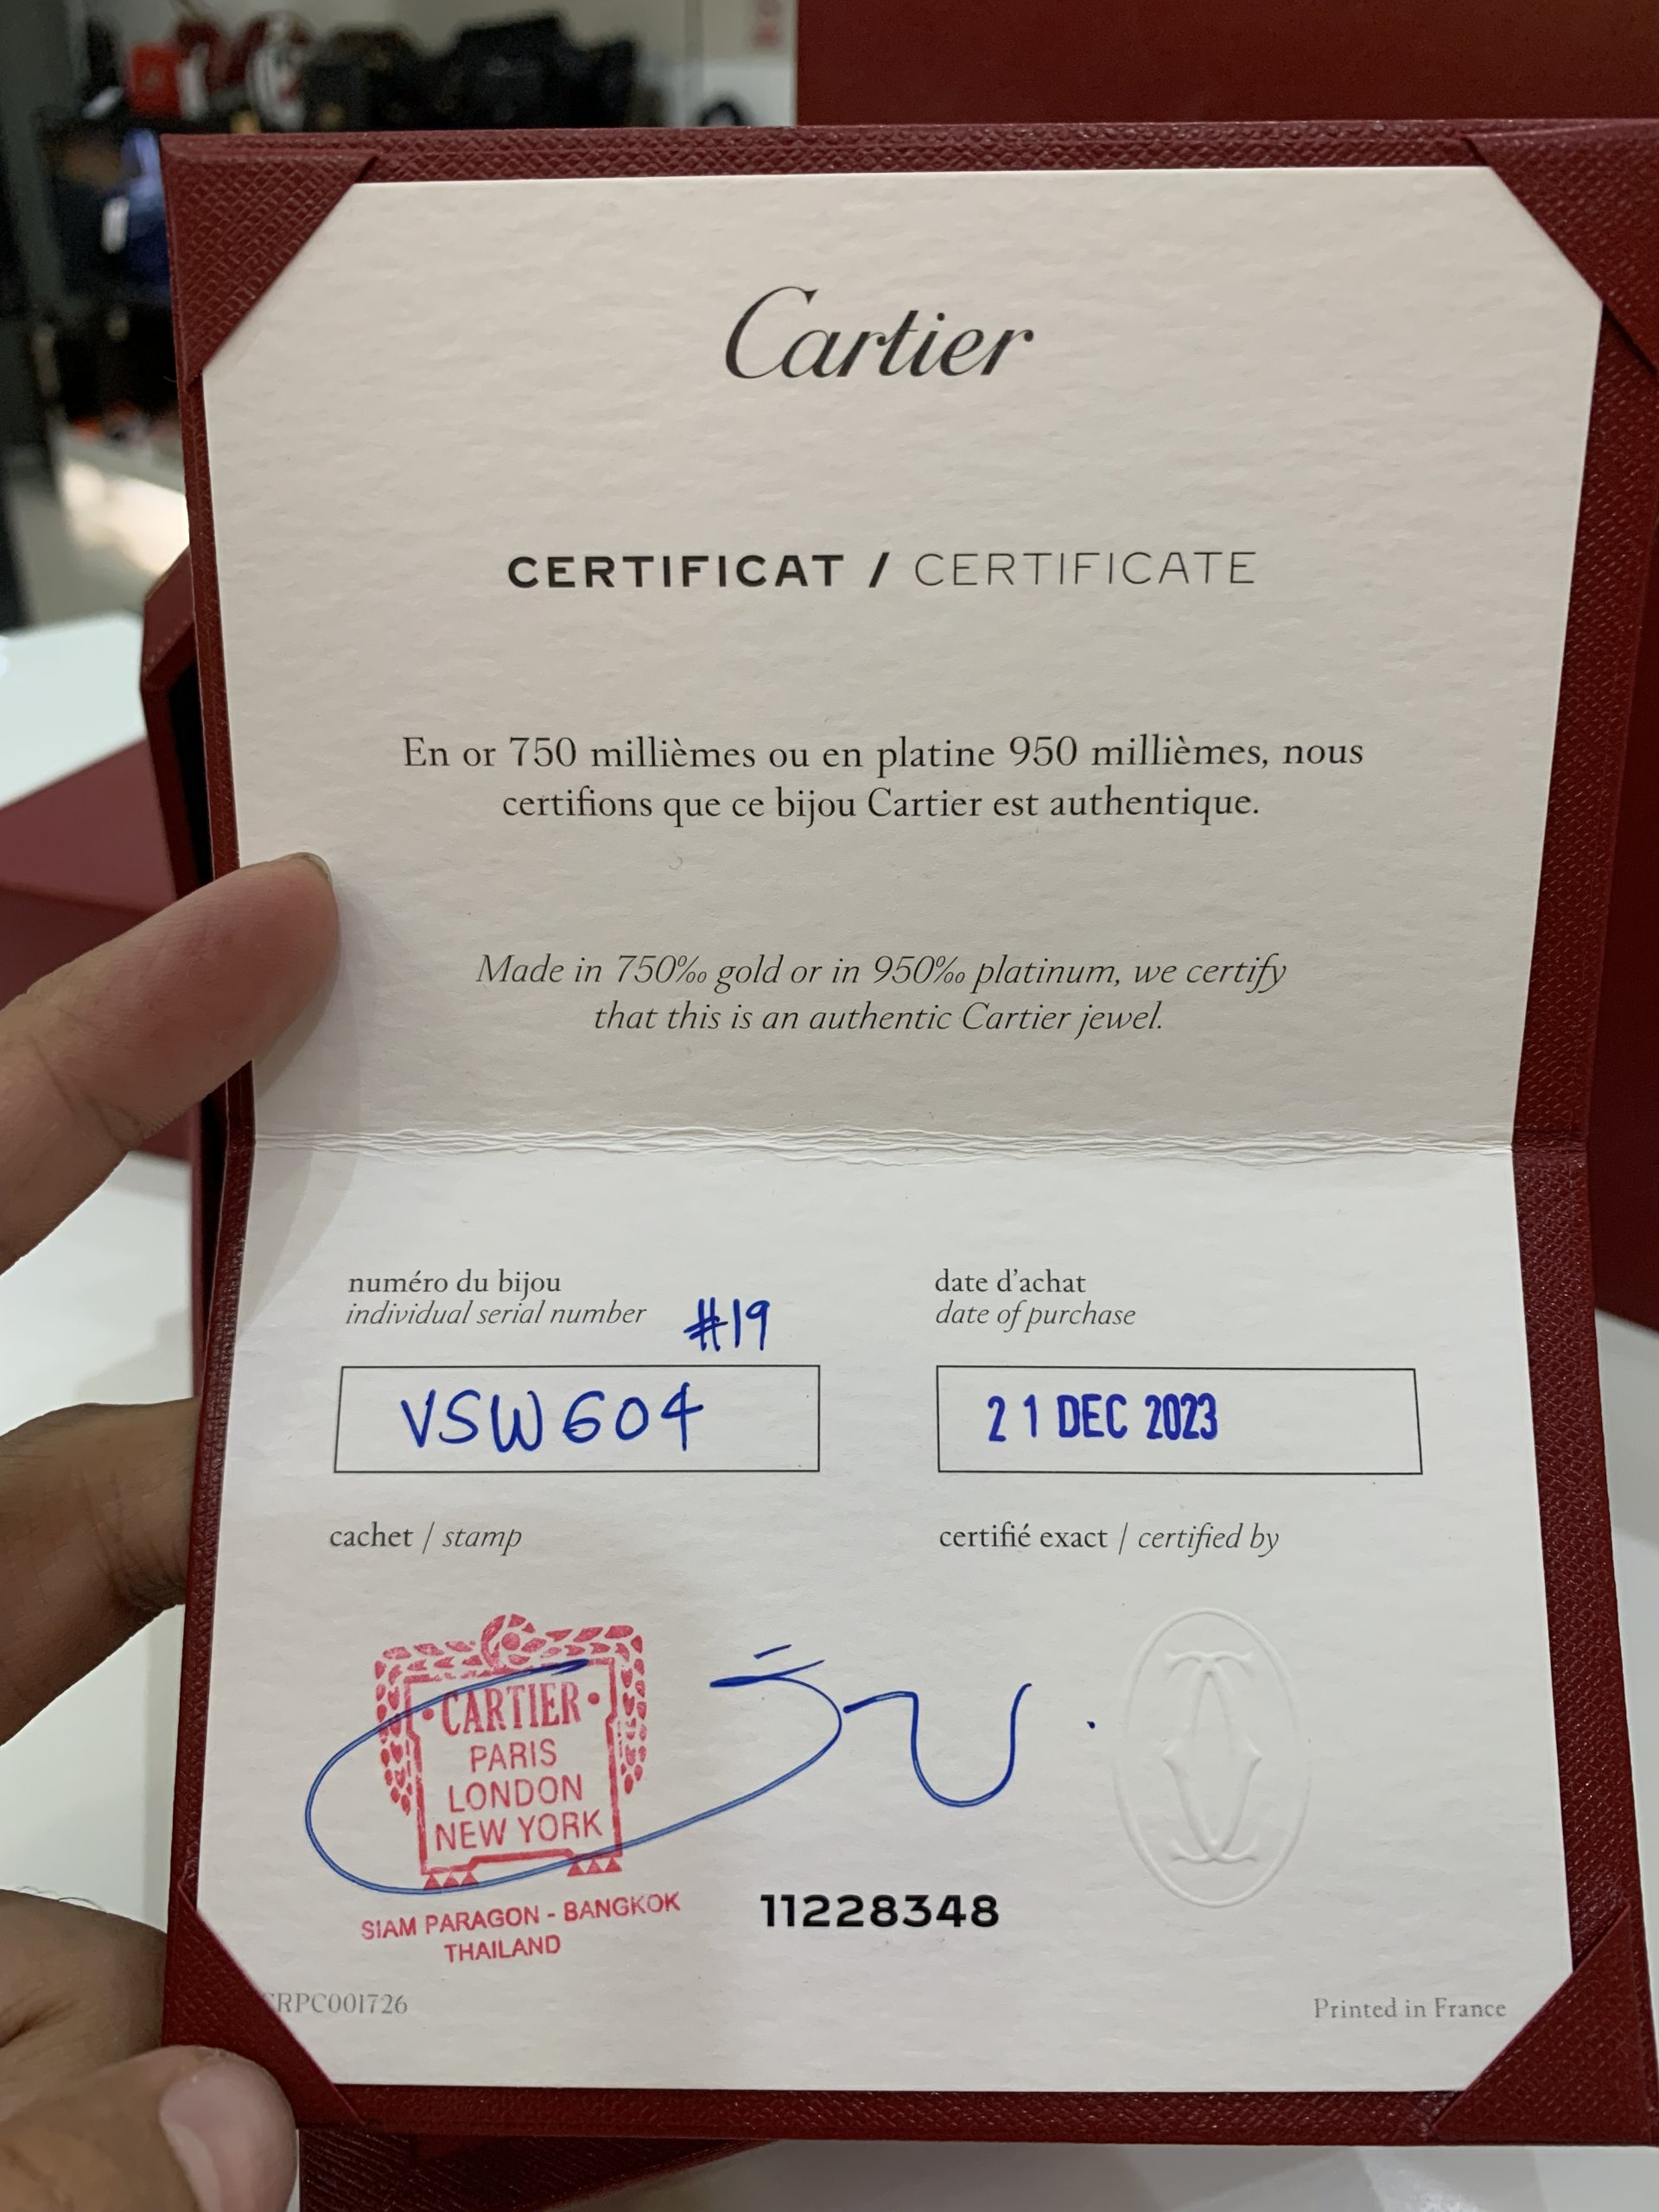 Cartier
CERTIFICAT / CERTIFICATE
En or 750 millièmes ou en platine 950 millièmes, nous
certifions que ce bijou Cartier est authentique.
Made in 750‰ gold or in 950‰ platinum, we certify
that this is an authentic Cartier jewel.
numéro du bijou
individual serial number #19
VSW604
date d'achat
date of purchase
21 DEC 2023
cachet / stamp
certifié exact / certified by
·CARTIER·
PARIS
LONDON
NEW YORK
SIAM PARAGON - BANGKOK
THAILAND
11228348
RPC001726
Printed in France